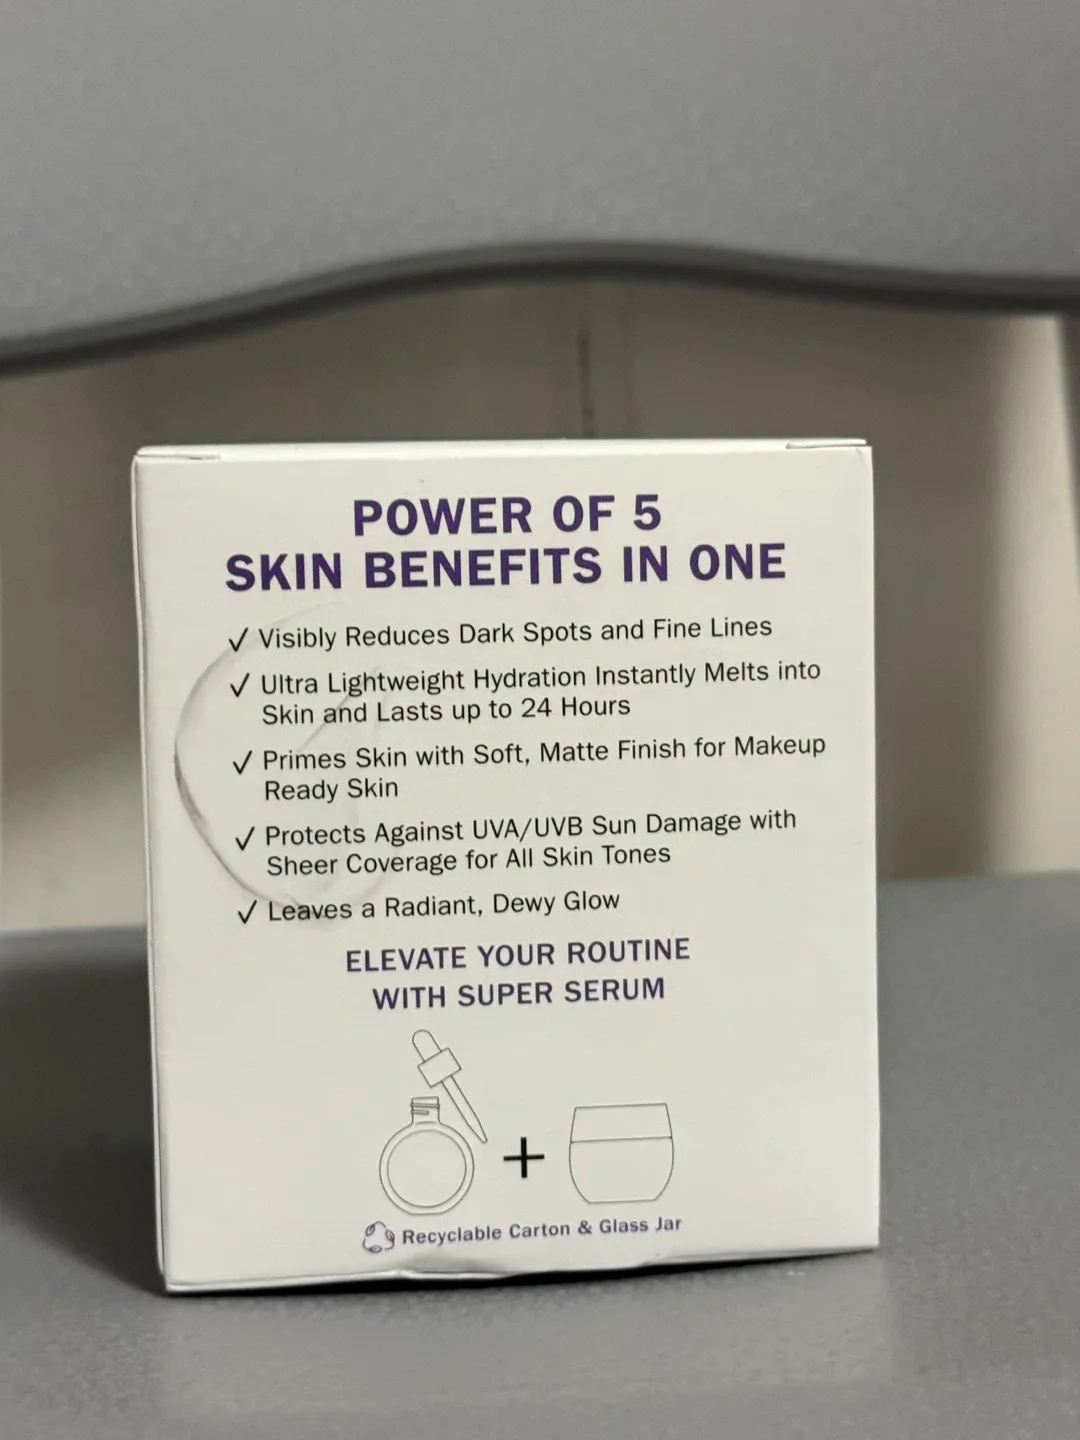 POWER OF 5
SKIN BENEFITS IN ONE
✓ Visibly Reduces Dark Spots and Fine Lines
✓ Ultra Lightweight Hydration Instantly Melts into
Skin and Lasts up to 24 Hours
✓ Primes Skin with Soft, Matte Finish for Makeup
Ready Skin
✓ Protects Against UVA/UVB Sun Damage with
Sheer Coverage for All Skin Tones
✓ Leaves a Radiant, Dewy Glow
ELEVATE YOUR ROUTINE
WITH SUPER SERUM
+
Recyclable Carton & Glass Jar